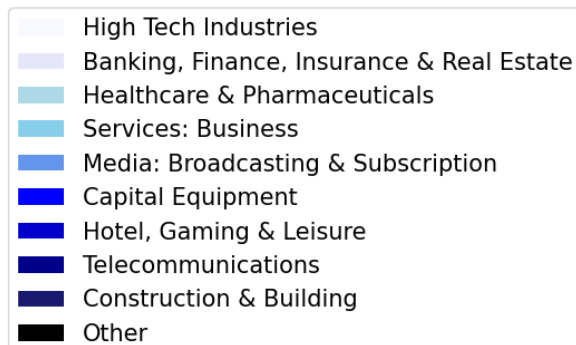 High Tech Industries
Banking, Finance, Insurance & Real Estate
Healthcare & Pharmaceuticals
Services: Business
Media: Broadcasting & Subscription
Capital Equipment
Hotel, Gaming & Leisure
Telecommunications
Construction & Building
Other